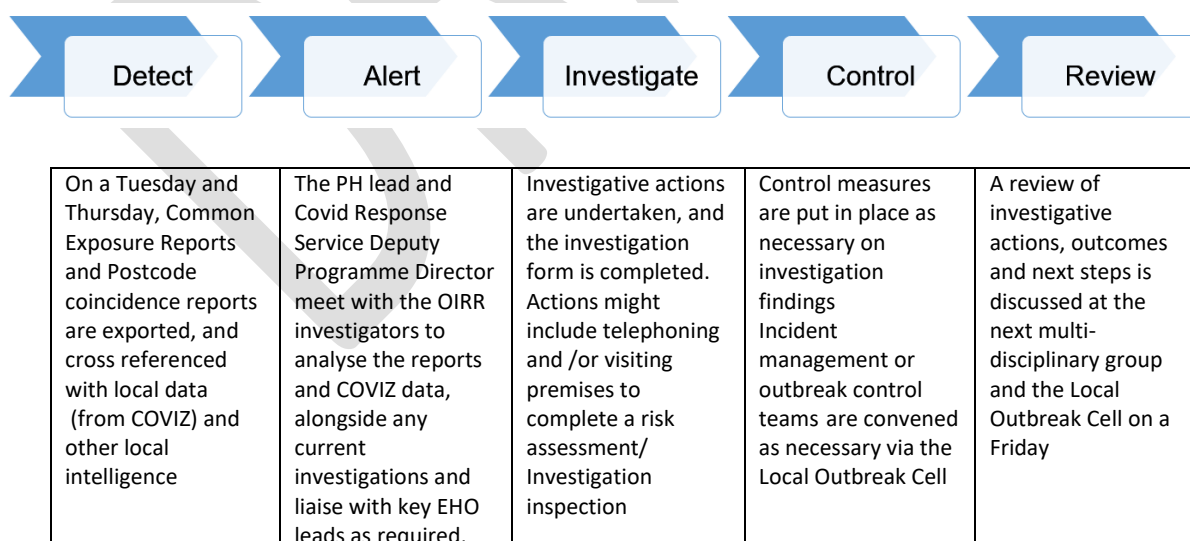 Detect
Alert
Investigate
Control
Review
On a Tuesday and
Thursday, Common
Exposure Reports
and Postcode
coincidence reports
are exported, and
cross referenced
with local data
(from COVIZ) and
other local
intelligence
The PH lead and
Covid Response
Service Deputy
Programme Director
meet with the OIRR
investigators to
analyse the reports
and COVIZ data,
alongside any
current
investigations and
liaise with key EHO
leads as required.
Investigative actions
are undertaken, and
the investigation
form is completed.
Actions might
include telephoning
and /or visiting
premises to
complete a risk
assessment/
Investigation
inspection
Control measures
are put in place as
necessary on
investigation
findings
Incident
management or
outbreak control
teams are convened
as necessary via the
Local Outbreak Cell
A review of
investigative
actions, outcomes
and next steps is
discussed at the
next multi-
disciplinary group
and the Local
Outbreak Cell on a
Friday